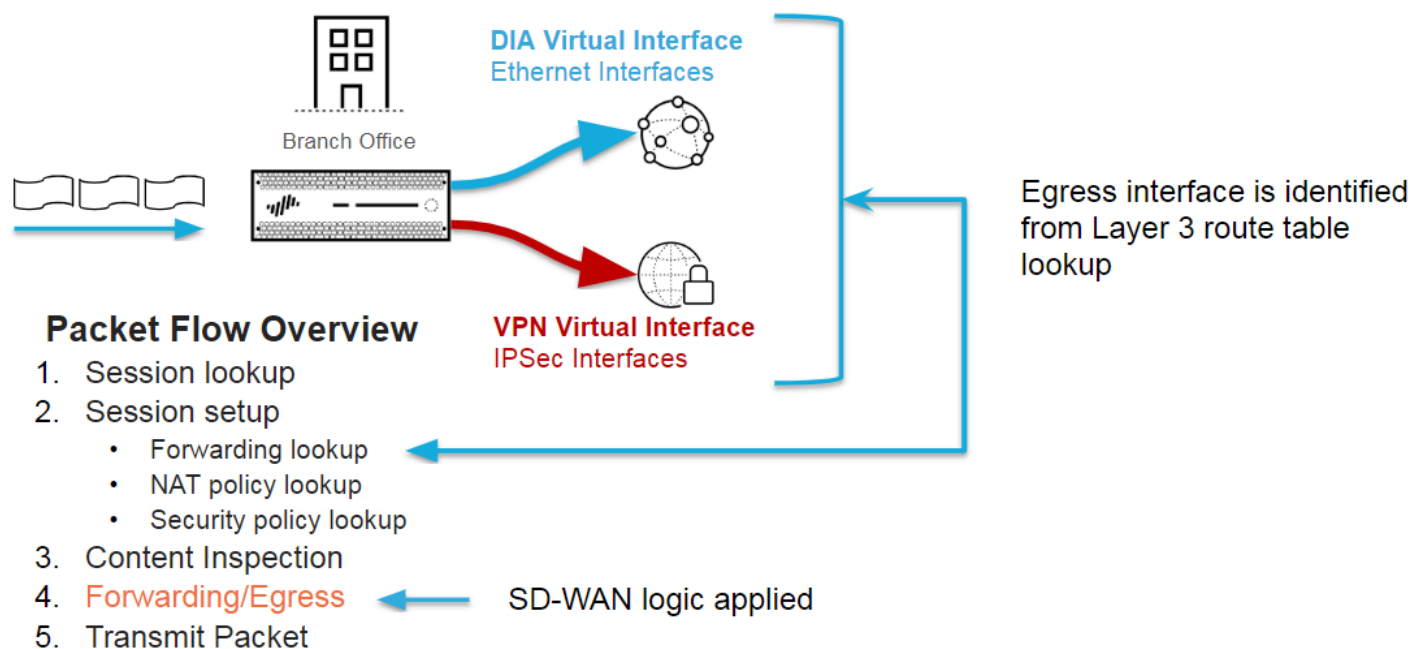 DIA Virtual Interface
Ethernet Interfaces
Branch Office
Egress interface is identified
from Layer 3 route table
lookup
VPN Virtual Interface
IPSec Interfaces
Packet Flow Overview
1. Session lookup
2. Session setup
• Forwarding lookup
• NAT policy lookup
• Security policy lookup
3. Content Inspection
4. Forwarding/Egress
SD-WAN logic applied
5. Transmit Packet